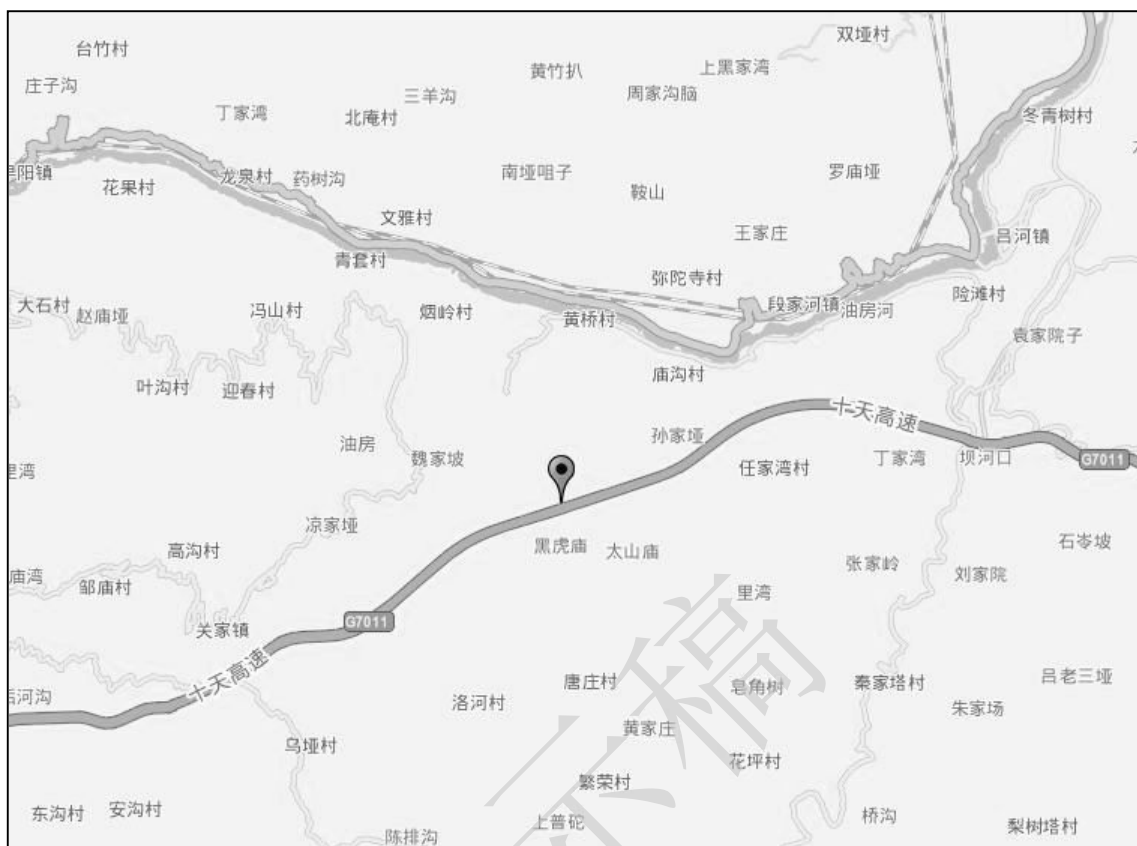 双垭村
台竹村
上黑家湾
黄竹扒
庄子沟
周家沟脑
三羊沟
丁家湾
北庵村
冬青树村
阳镇
花果村
龙泉村
药树沟
南垭咀子
罗庙垭
鞍山
文雅村
王家庄
吕河镇
青套村
弥陀寺村
险滩村
大石村
赵庙垭
冯山村
烟岭村
黄桥村
段家河镇
油房河
袁家院子
庙沟村
叶沟村
迎春村
十天高速
油房
魏家坡
孙家垭
任家湾村
丁家湾
坝河口
G7011
里湾
凉家垭
高沟村
黑虎庙
太山庙
石岺坡
庙湾
邹庙村
张家岭
刘家院
里湾
G7011
关家镇
十天高速
后河沟
洛河村
唐庄村
皂角树
秦家塔村
吕老三垭
朱家场
黄家庄
乌垭村
花坪村
繁荣村
东沟村
安沟村
陈排沟
上普砣
桥沟
梨树塔村
示稿